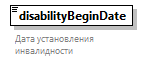 disabilityBeginDate
Дата установления
инвалидности